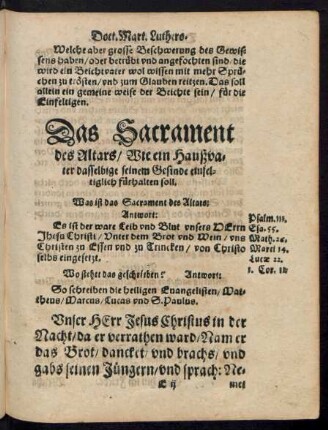 Doct. Mart. Luthers.
Welche aber grosse Beschwerung des Gewiſ⸗
sens haben / oder betrübt vnd angefochten sind / die
wird ein Beichtvater wol wissen mit mehr Sprü⸗
chen zu trösten / vnd zum Glauben reitzen. Das soll
allein ein gemeine weise der Beichte sein / für die
Einfeltigen.
Das Sacrament
des Altars / Wie ein Haußva⸗
ter dasselbige seinem Gesinde einfel⸗
tiglich fürhalten soll.
Was ist das Sacrament des Altars?
Antwort:
Es ist der ware Leib vnd Blut vnsers HErrn
Jhesu Christi / Vnter dem Brot vnd Wein / vns
Christen zu Essen vnd zu Trincken / von Christo
selbs eingesetzt.
Psalm. 111.
Esa. 55.
Math. 26.
Marci 14.
Lucæ 22.
1. Cor. 11.
Wo stehet das geschrieben? Antwort:
So schreiben die heiligen Euangelisten / Mat⸗
theus / Marcus / Lucas vnd S. Paulus.
Vnser HErr Jesus Christus in der
Nacht / da er verrathen ward / Nam er
das Brot / dancket / vnd brachs / vnd
gabs seinen Jüngern / vnd sprach: Ne⸗
E ij
met